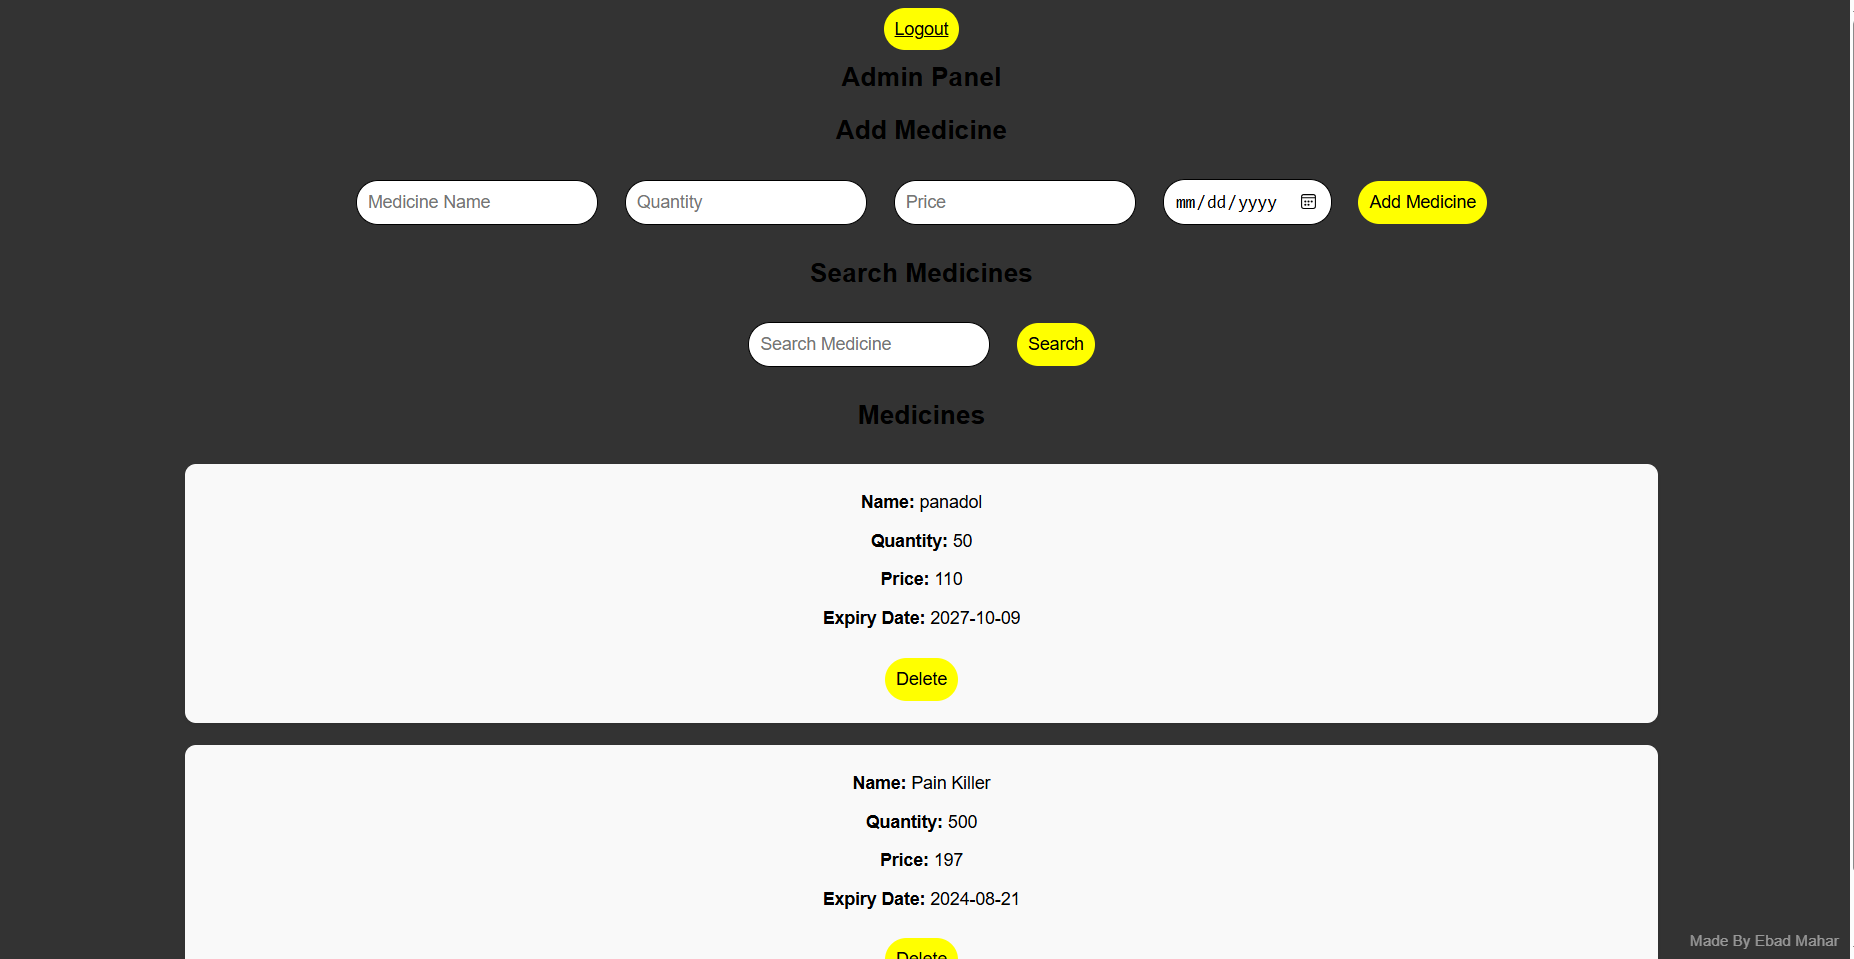 Logout
Admin Panel
Add Medicine
Medicine Name Quantity Price mm/dd/yyyy Add Medicine
Search Medicines
Search Medicine Search
Medicines
Name: panadol
Quantity: 50
Price: 110
Expiry Date: 2027-10-09
Delete
Name: Pain Killer
Quantity: 500
Price: 197
Expiry Date: 2024-08-21
Delete
Made By Ebad Mahar